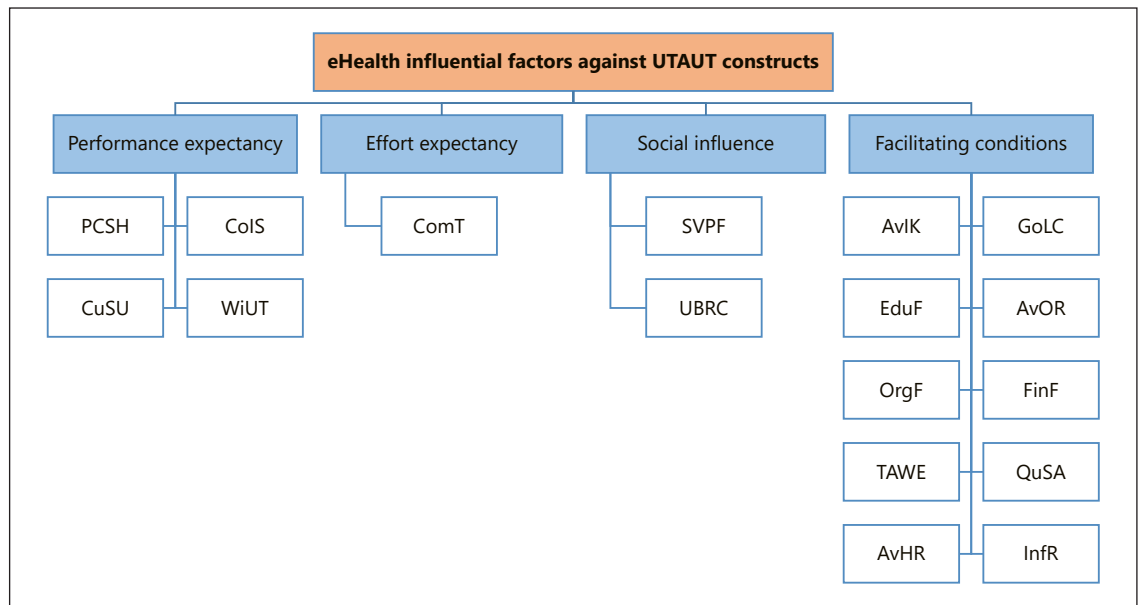 eHealth influential factors against UTAUT constructs
Performance expectancy
Effort expectancy
Social influence
Facilitating conditions
PCSH
CoIS
ComT
SVPF
AvIK
GoLC
CuSU
WiUT
UBRC
EduF
AvOR
OrgF
FinF
TAWE
QuSA
AvHR
InfR